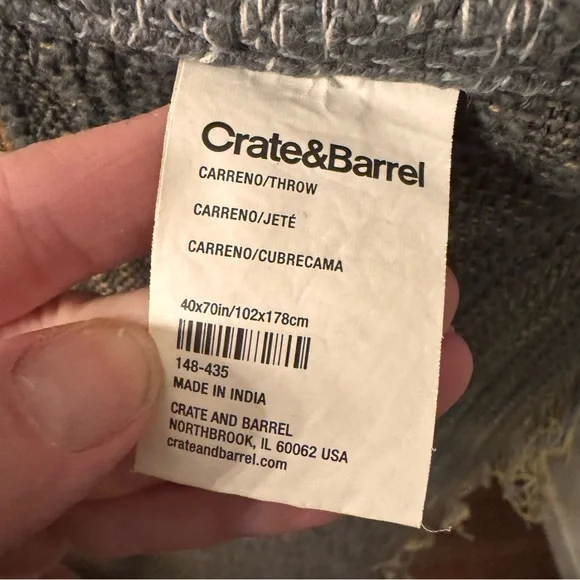 Crate&Barrel
CARRENO/THROW
CARRENO/JETÉ
CARRENO/CUBRECAMA
40x70in/102x178cm
148-435
MADE IN INDIA
CRATE AND BARREL
NORTHBROOK, IL 60062 USA
crateandbarrel.com